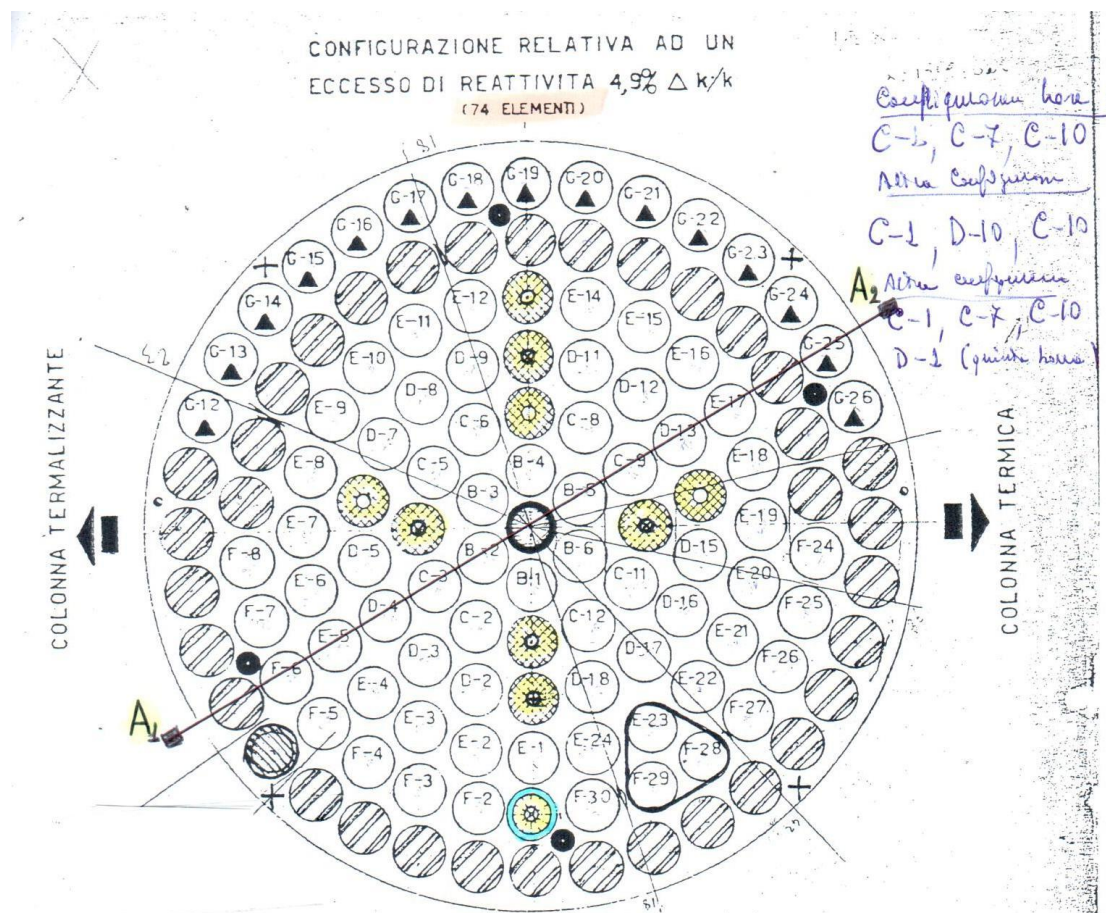 CONFIGURAZIONE RELATIVA AD UN
ECCESSO DI REATTIVITA 4,9% Δ k/k
(74 ELEMENTI)
C-1, C-7, C-10
C-1, D-10, C-10
C-1, C-7, C-10
D-1
A2
A1
COLONNA TERMALIZZANTE
COLONNA TERMICA
G-19
G-18 G-20
G-17 G-21
G-16 G-22
G-15 G-23
G-14 G-24
G-13 G-25
G-12 G-26
E-12 E-14
E-11 E-15
E-10 D-9 D-11 E-16
D-8 D-12
E-9 E-17
D-7 C-6 C-8 D-13
E-8 C-5 B-4 C-9 E-18
B-3 B-5
E-7 E-19
F-8 D-5 B-2 B-6 D-15 F-24
E-6 C-3 B-1 C-11 E-20
F-7 D-4 D-16 F-25
E-5 C-2 C-12 E-21
D-3 D-17 F-26
F-6 E-4 D-2 D-18 E-22
F-5 E-3 E-23 F-27
F-4 E-2 E-1 E-24 F-28
F-3 F-29
F-2 F-30